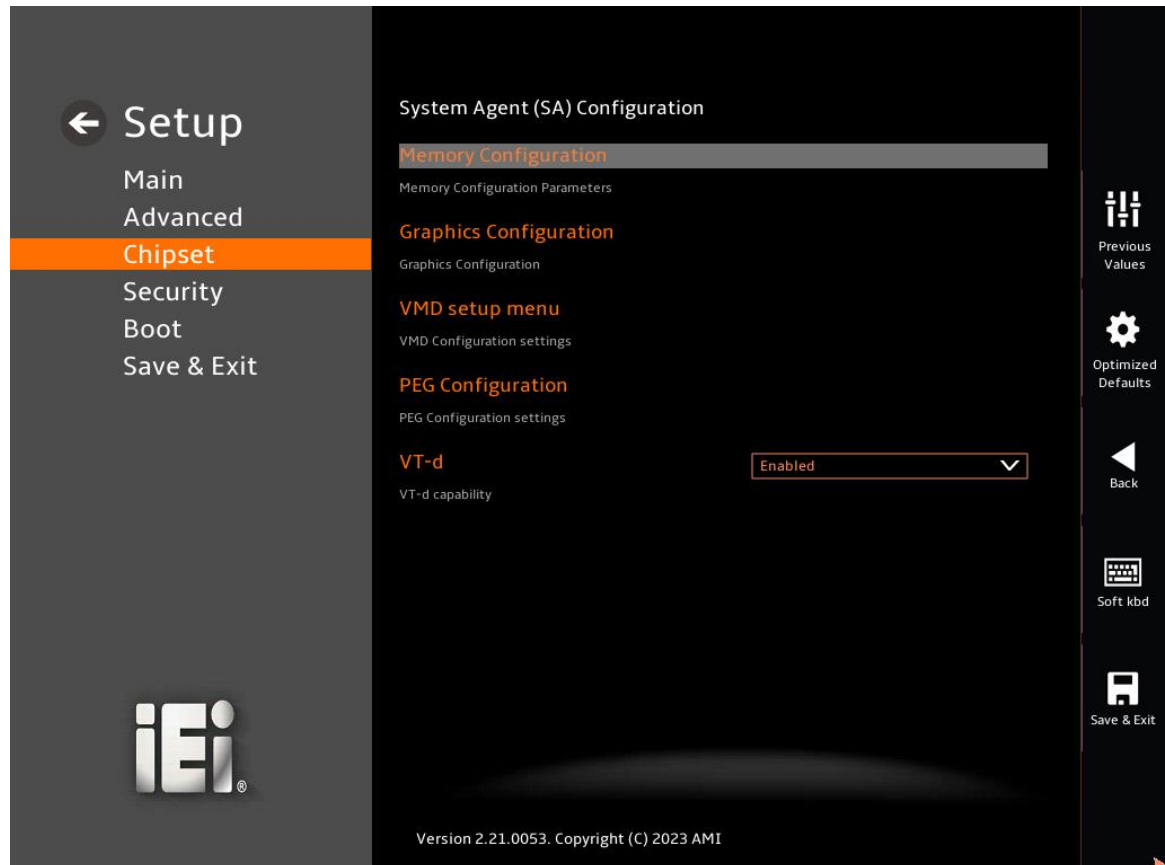 Setup
Main
Advanced
Chipset
Security
Boot
Save & Exit
iEi®
System Agent (SA) Configuration
Memory Configuration
Memory Configuration Parameters
Graphics Configuration
Graphics Configuration
VMD setup menu
VMD Configuration settings
PEG Configuration
PEG Configuration settings
VT-d
Enabled
VT-d capability
Version 2.21.0053. Copyright (C) 2023 AMI
Previous
Values
Optimized
Defaults
Back
Soft kbd
Save & Exit